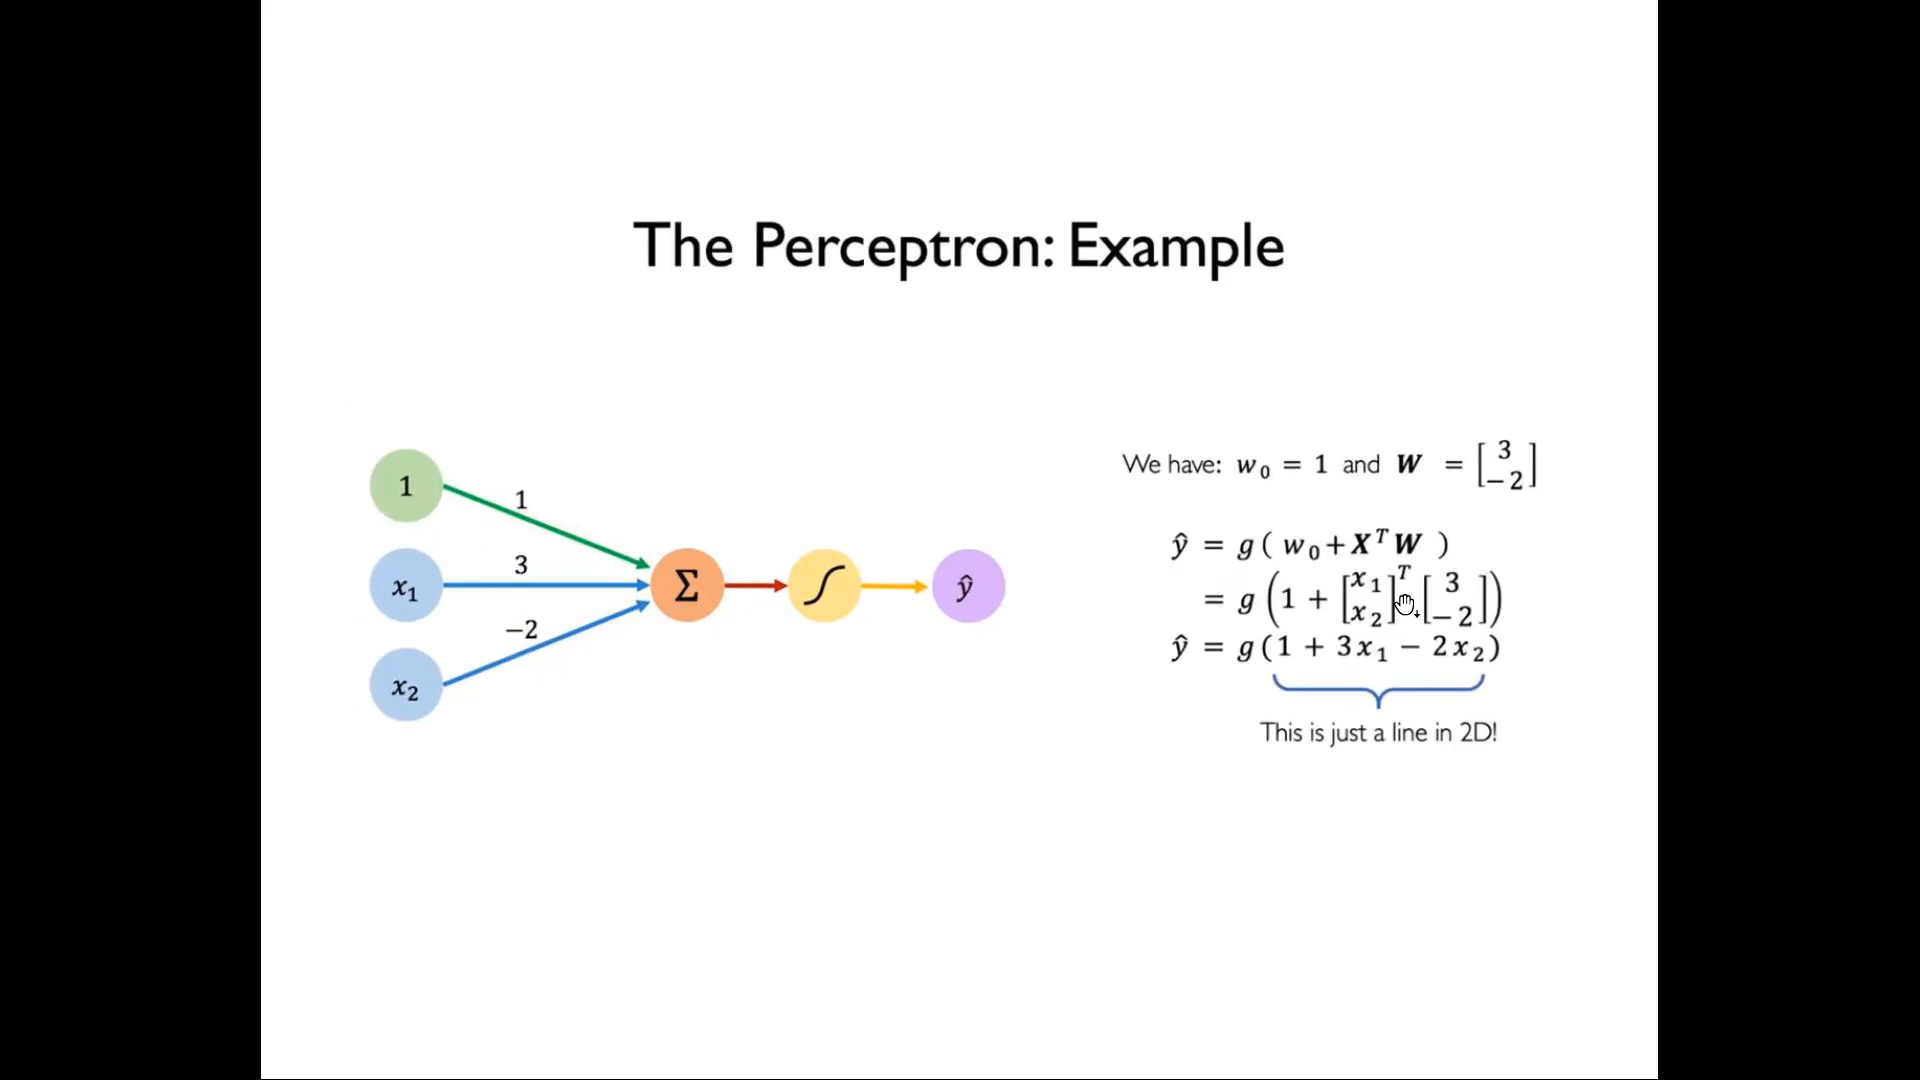 The Perceptron: Example
1
1
x₁
3
x₂
−2
Σ
∫
ŷ
We have: w₀ = 1 and W = [3 −2]
ŷ = g ( w₀ + Xᵀ W )
= g (1 + [x₁ x₂]ᵀ [3 −2])
ŷ = g (1 + 3x₁ − 2x₂)
This is just a line in 2D!